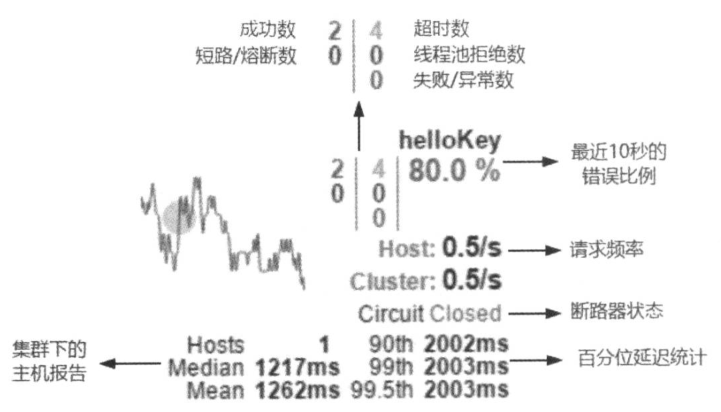 成功数 2 4 超时数
短路/熔断数 0 0 线程池拒绝数
0 失败/异常数
helloKey
2 4 80.0 %
0 0
0
最近10秒的
错误比例
Host: 0.5/s 请求频率
Cluster: 0.5/s
Circuit Closed 断路器状态
集群下的
主机报告
Hosts 1 90th 2002ms
Median 1217ms 99th 2003ms
Mean 1262ms 99.5th 2003ms
百分位延迟统计